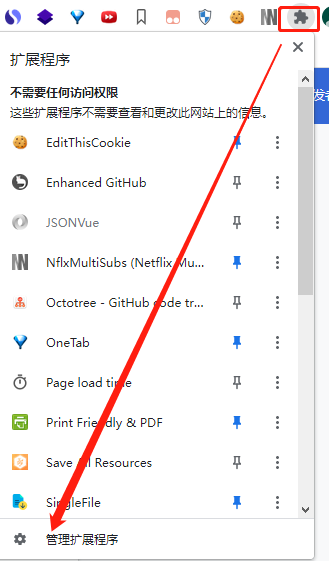 扩展程序
不需要任何访问权限
这些扩展程序不需要查看和更改此网站上的信息。
EditThisCookie
Enhanced GitHub
JSONVue
NflxMultiSubs (Netflix Mu...
Octotree - GitHub code tr...
OneTab
Page load time
Print Friendly & PDF
Save All Resources
SingleFile
管理扩展程序